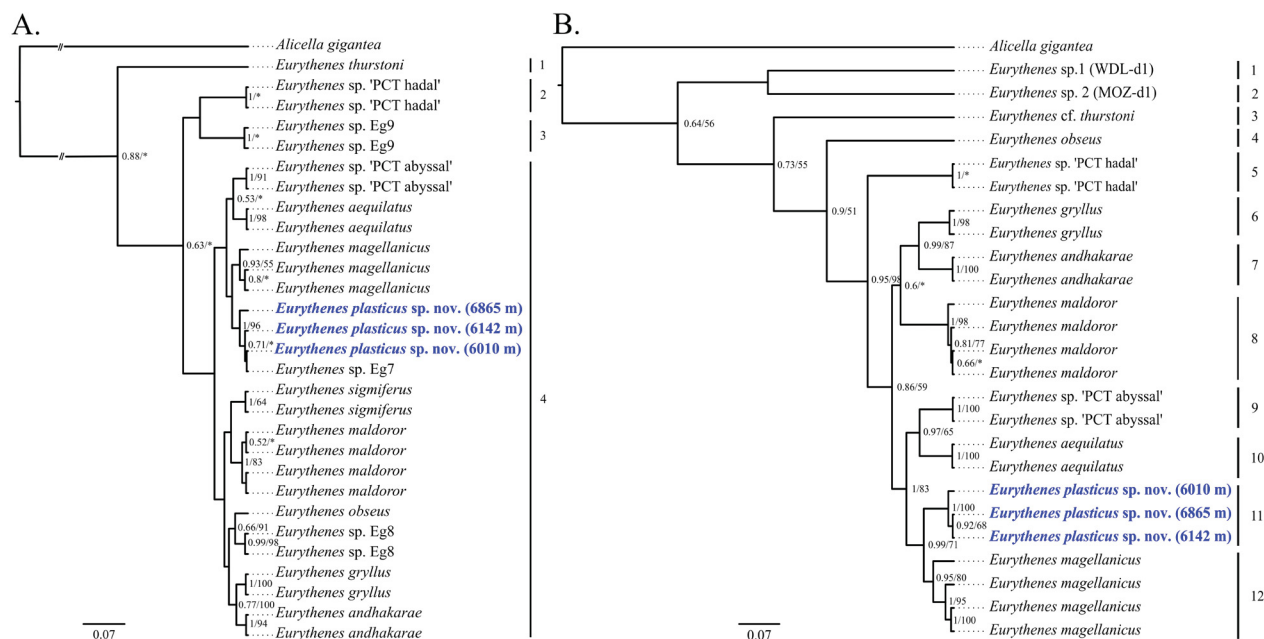 A.
Alicella gigantea
Eurythenes thurstoni
1
Eurythenes sp. 'PCT hadal'
1/*
2
Eurythenes sp. 'PCT hadal'
Eurythenes sp. Eg9
1/*
3
Eurythenes sp. Eg9
0.88/*
Eurythenes sp. 'PCT abyssal'
1/91
Eurythenes sp. 'PCT abyssal'
0.53/*
Eurythenes aequilatus
1/98
Eurythenes aequilatus
0.63/*
Eurythenes magellanicus
0.93/55
Eurythenes magellanicus
0.8/*
Eurythenes magellanicus
Eurythenes plasticus sp. nov. (6865 m)
1/96
Eurythenes plasticus sp. nov. (6142 m)
0.71/*
Eurythenes plasticus sp. nov. (6010 m)
Eurythenes sp. Eg7
Eurythenes sigmiferus
1/64
4
Eurythenes sigmiferus
Eurythenes maldoror
0.52/*
Eurythenes maldoror
1/83
Eurythenes maldoror
Eurythenes maldoror
Eurythenes obseus
0.66/91
Eurythenes sp. Eg8
0.99/98
Eurythenes sp. Eg8
Eurythenes gryllus
1/100
Eurythenes gryllus
0.77/100
Eurythenes andhakarae
1/94
Eurythenes andhakarae
0.07
B.
Alicella gigantea
Eurythenes sp.1 (WDL-d1)
1
Eurythenes sp. 2 (MOZ-d1)
2
0.64/56
Eurythenes cf. thurstoni
3
Eurythenes obseus
4
0.73/55
Eurythenes sp. 'PCT hadal'
1/*
5
Eurythenes sp. 'PCT hadal'
0.9/51
Eurythenes gryllus
1/98
6
Eurythenes gryllus
0.99/87
Eurythenes andhakarae
1/100
7
Eurythenes andhakarae
0.95/98
0.6/*
Eurythenes maldoror
1/98
Eurythenes maldoror
0.81/77
8
Eurythenes maldoror
0.66/*
Eurythenes maldoror
0.86/59
Eurythenes sp. 'PCT abyssal'
1/100
9
Eurythenes sp. 'PCT abyssal'
0.97/65
Eurythenes aequilatus
1/100
10
Eurythenes aequilatus
1/83
Eurythenes plasticus sp. nov. (6010 m)
1/100
Eurythenes plasticus sp. nov. (6865 m)
11
0.92/68
Eurythenes plasticus sp. nov. (6142 m)
0.99/71
Eurythenes magellanicus
0.95/80
Eurythenes magellanicus
12
1/95
Eurythenes magellanicus
1/100
Eurythenes magellanicus
0.07